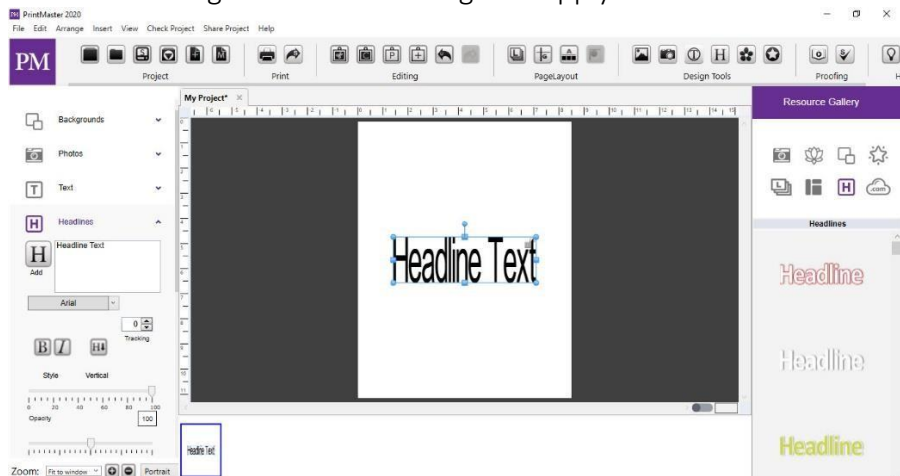 PrintMaster 2020
File Edit Arrange Insert View Check Project Share Project Help
PM
Project
Print
Editing
PageLayout
Design Tools
Proofing
My Project*
Resource Gallery
Backgrounds
Photos
Text
Headlines
Headline Text
Add
Arial
0
Tracking
Style
Vertical
0 20 40 60 80 100
Opacity
100
Zoom: Fit to window Portrait
Headline Text
Headline Text
Headlines
Headline
Headline
Headline